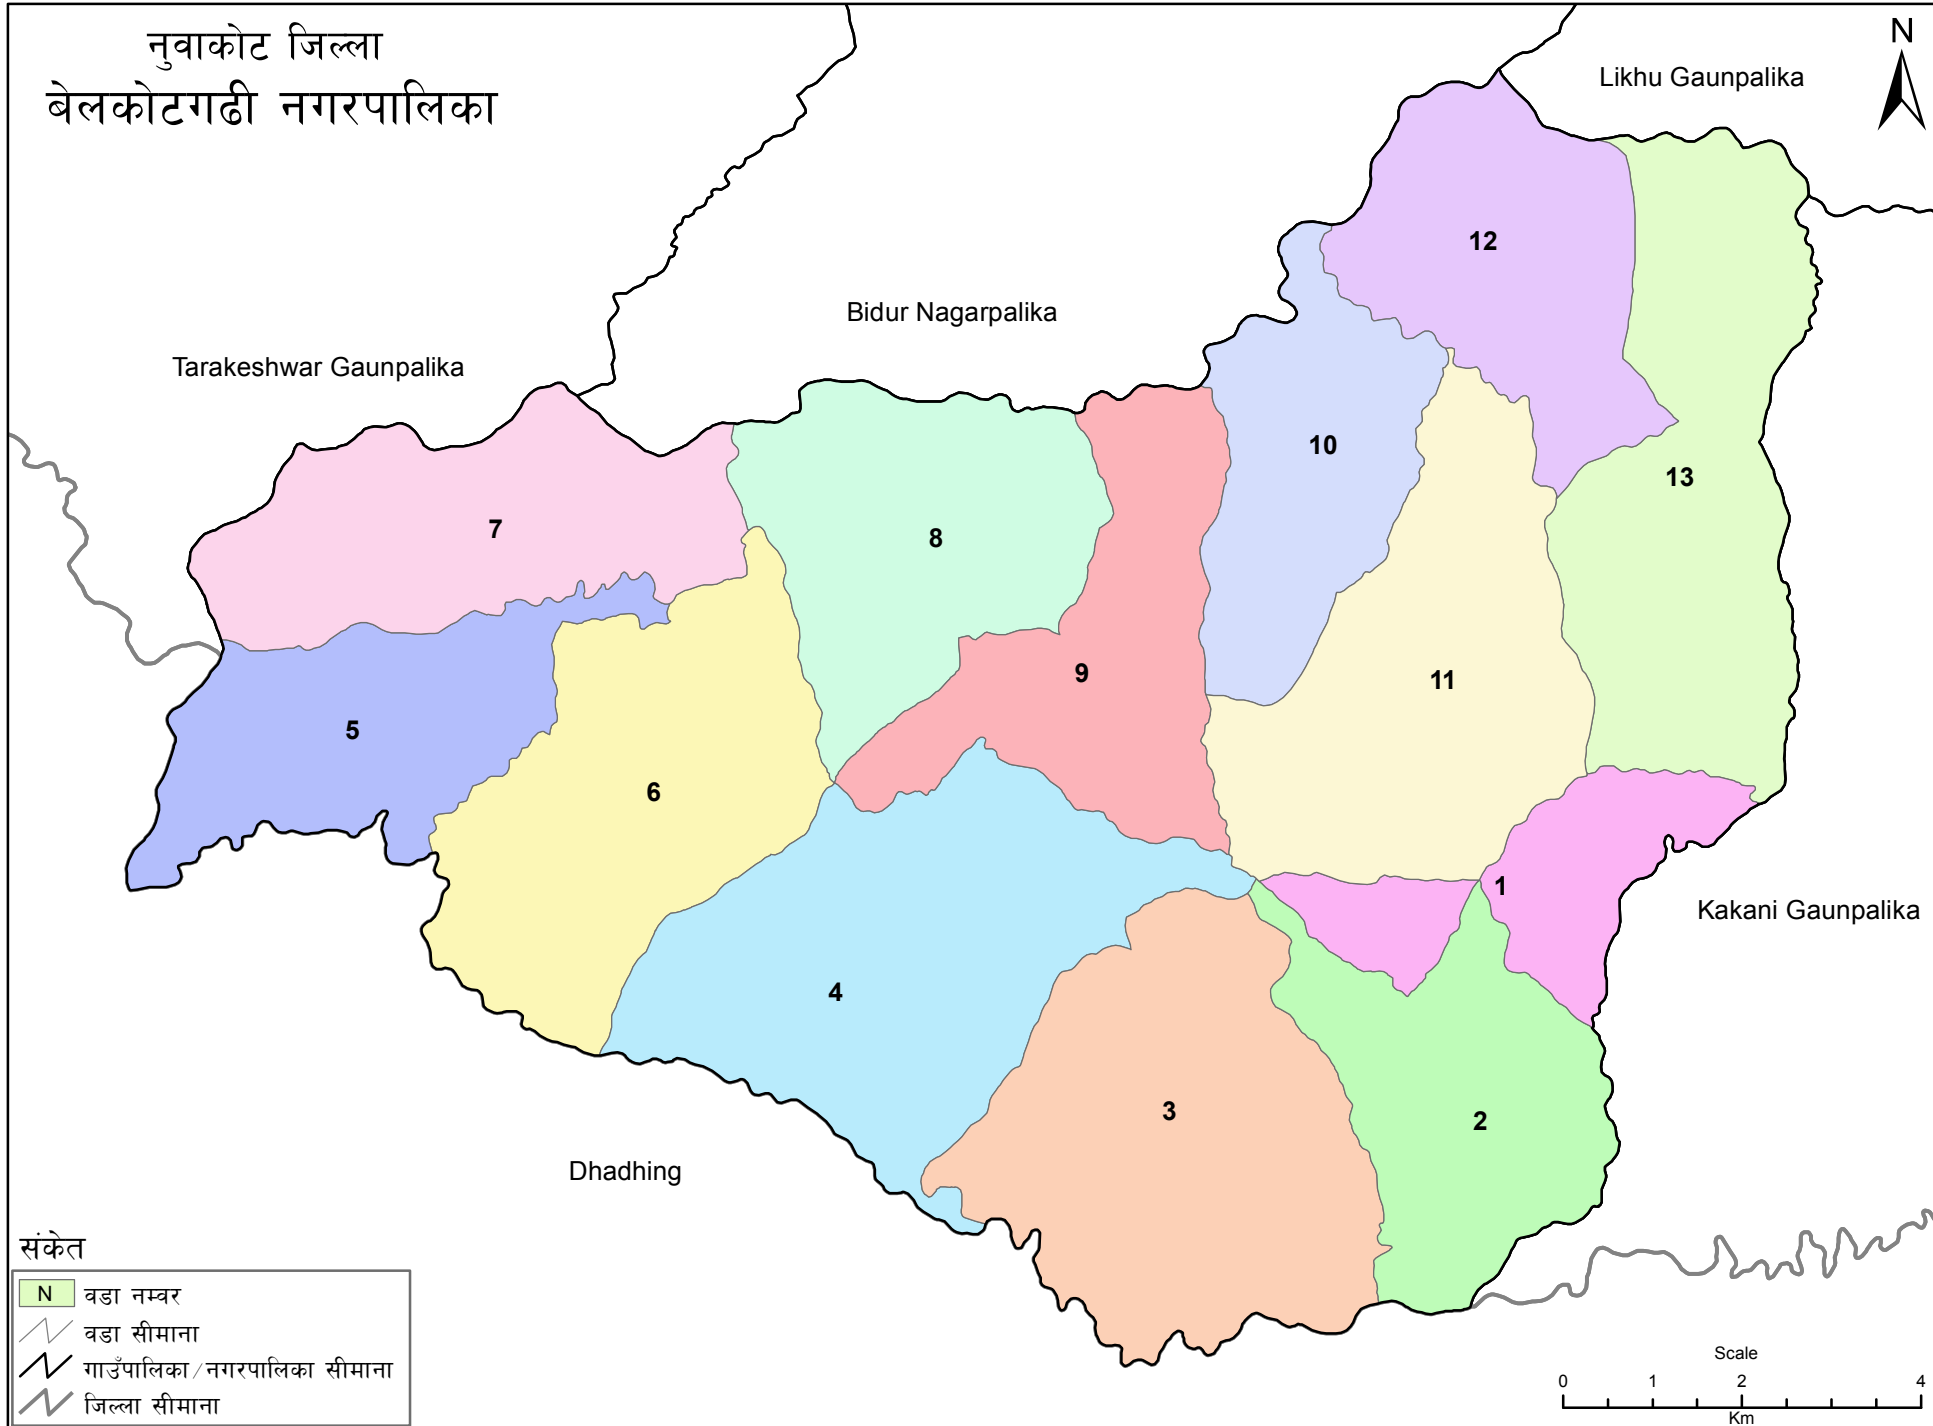 नुवाकोट जिल्ला
बेलकोटगढी नगरपालिका
N
Likhu Gaunpalika
Bidur Nagarpalika
Tarakeshwar Gaunpalika
12
10
13
7
8
9
11
5
6
1
Kakani Gaunpalika
4
3
2
Dhadhing
संकेत
N वडा नम्वर
वडा सीमाना
गाउँपालिका/नगरपालिका सीमाना
जिल्ला सीमाना
Scale
0 1 2 4
Km